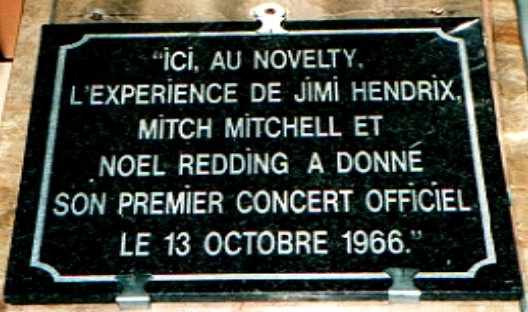 "ICI, AU NOVELTY,
L'EXPERIENCE DE JIMI HENDRIX,
MITCH MITCHELL ET
NOEL REDDING A DONNÉ
SON PREMIER CONCERT OFFICIEL
LE 13 OCTOBRE 1966."